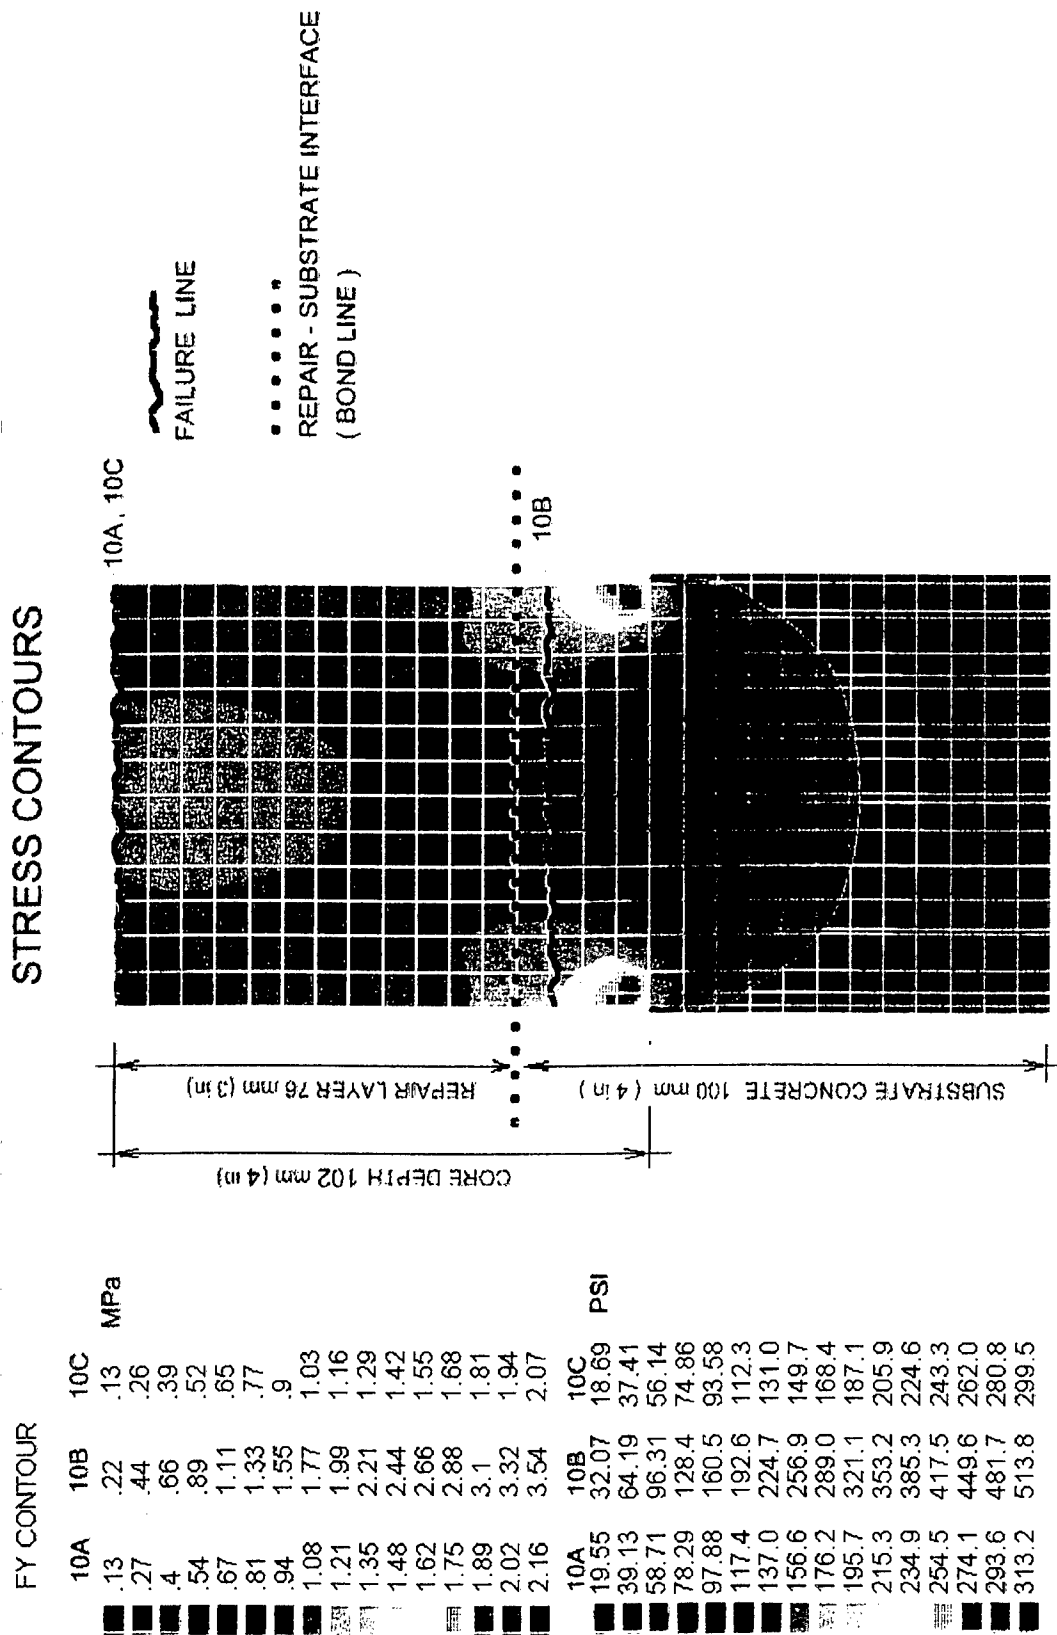 STRESS CONTOURS
FY CONTOUR
10A 10B 10C
.13 .22 .13 MPa
.27 .44 .26
.4 .66 .39
.54 .89 .52
.67 1.11 .65
.81 1.33 .77
.94 1.55 .9
1.08 1.77 1.03
1.21 1.99 1.16
1.35 2.21 1.29
1.48 2.44 1.42
1.62 2.66 1.55
1.75 2.88 1.68
1.89 3.1 1.81
2.02 3.32 1.94
2.16 3.54 2.07
10A 10B 10C
19.55 32.07 18.69 PSI
39.13 64.19 37.41
58.71 96.31 56.14
78.29 128.4 74.86
97.88 160.5 93.58
117.4 192.6 112.3
137.0 224.7 131.0
156.6 256.9 149.7
176.2 289.0 168.4
195.7 321.1 187.1
215.3 353.2 205.9
234.9 385.3 224.6
254.5 417.5 243.3
274.1 449.6 262.0
293.6 481.7 280.8
313.2 513.8 299.5
CORE DEPTH 102 mm (4 in)
REPAIR LAYER 76 mm (3 in)
SUBSTRATE CONCRETE 100 mm ( 4 in )
10A, 10C
10B
FAILURE LINE
REPAIR - SUBSTRATE INTERFACE
( BOND LINE )